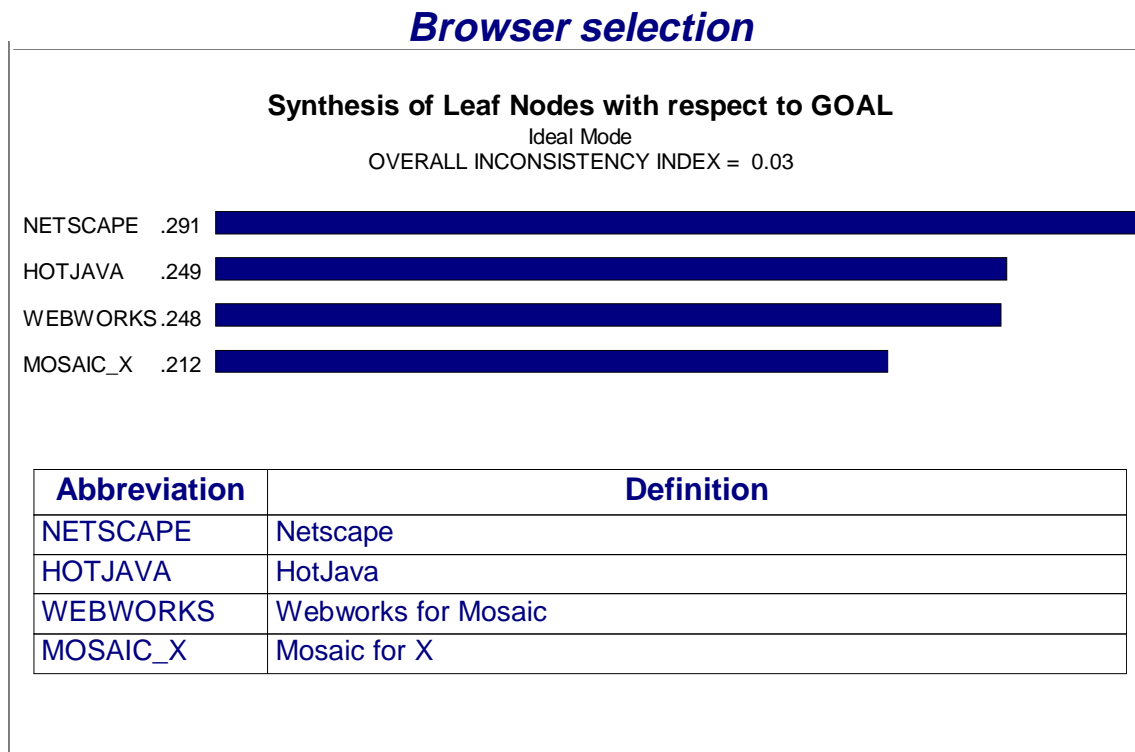 Browser selection
Synthesis of Leaf Nodes with respect to GOAL
Ideal Mode
OVERALL INCONSISTENCY INDEX = 0.03
NETSCAPE .291
HOTJAVA .249
WEBWORKS .248
MOSAIC_X .212
Abbreviation Definition
NETSCAPE Netscape
HOTJAVA HotJava
WEBWORKS Webworks for Mosaic
MOSAIC_X Mosaic for X